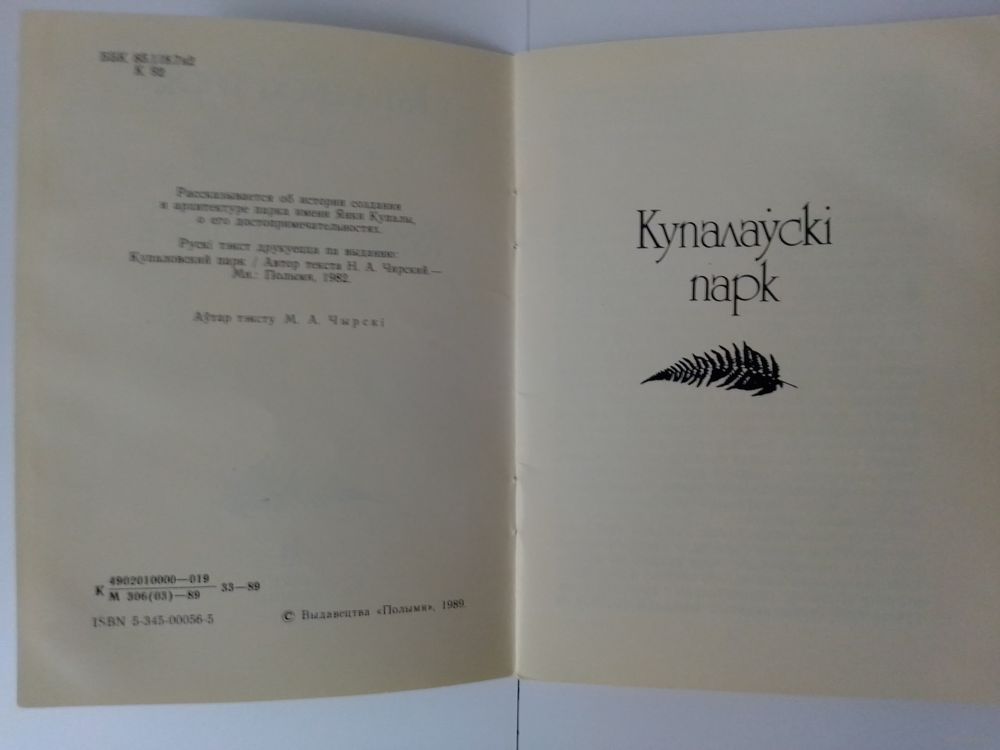 ББК 85.118.7я2
К 92
Рассказывается об истории создания
и архитектуре парка имени Янки Купалы,
о его достопримечательностях.
Рускі тэкст друкуецца па выданню:
Купаловский парк / Автор текста Н. А. Чирский.—
Мн.: Полымя, 1982.
Аўтар тэксту М. А. Чырскі
К 4902010000—019 33—89
М 306(03)—89
ISBN 5-345-00056-5
© Выдавецтва «Полымя», 1989.
Купалаўскі
парк